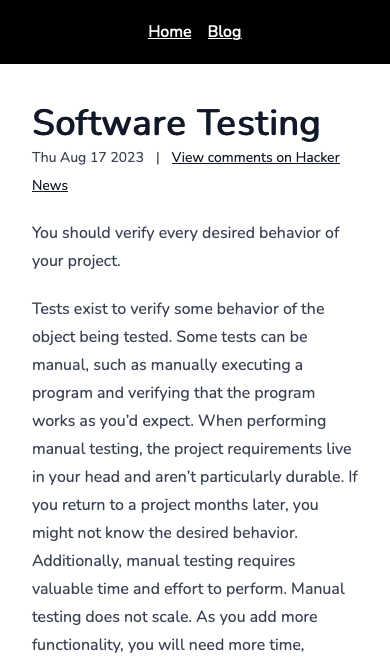 Home Blog
Software Testing
Thu Aug 17 2023 | View comments on Hacker
News
You should verify every desired behavior of
your project.
Tests exist to verify some behavior of the
object being tested. Some tests can be
manual, such as manually executing a
program and verifying that the program
works as you’d expect. When performing
manual testing, the project requirements live
in your head and aren’t particularly durable. If
you return to a project months later, you
might not know the desired behavior.
Additionally, manual testing requires
valuable time and effort to perform. Manual
testing does not scale. As you add more
functionality, you will need more time,